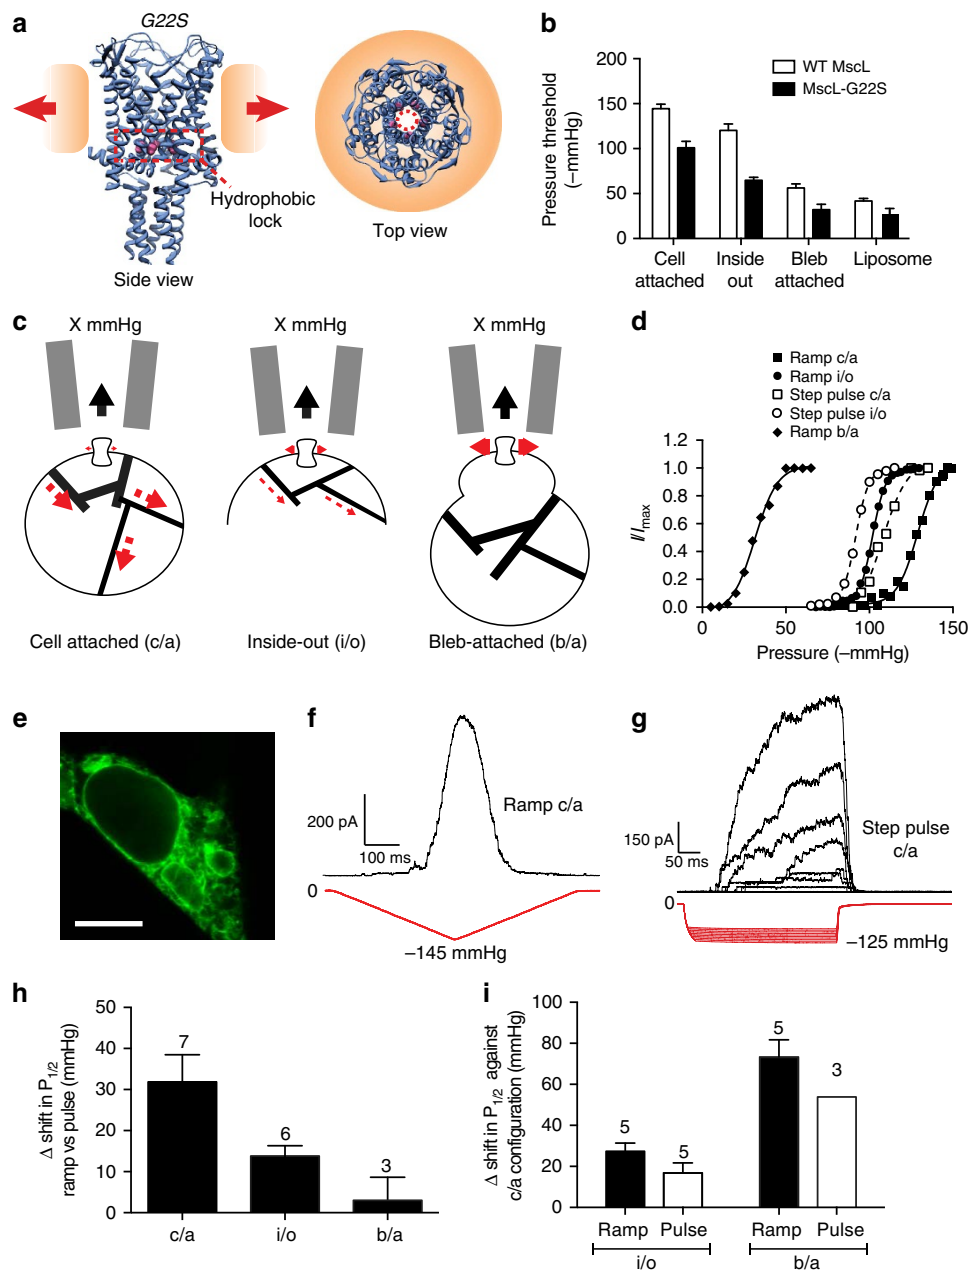 a
G22S
Hydrophobic
lock
Side view
Top view
b
Pressure threshold
(–mmHg)
200
150
100
50
0
WT MscL
MscL-G22S
Cell
attached
Inside
out
Bleb
attached
Liposome
c
X mmHg
X mmHg
X mmHg
Cell attached (c/a)
Inside-out (i/o)
Bleb-attached (b/a)
d
Ramp c/a
Ramp i/o
Step pulse c/a
Step pulse i/o
Ramp b/a
I/Imax
1.2
1.0
0.8
0.6
0.4
0.2
0.0
0
50
100
150
Pressure (–mmHg)
e
f
200 pA
100 ms
Ramp c/a
0
–145 mmHg
g
150 pA
50 ms
Step pulse
c/a
0
–125 mmHg
h
Δ shift in P1/2
ramp vs pulse (mmHg)
50
40
30
20
10
0
7
6
3
c/a
i/o
b/a
i
Δ shift in P1/2 against
c/a configuration (mmHg)
100
80
60
40
20
0
5
5
5
3
Ramp
Pulse
Ramp
Pulse
i/o
b/a